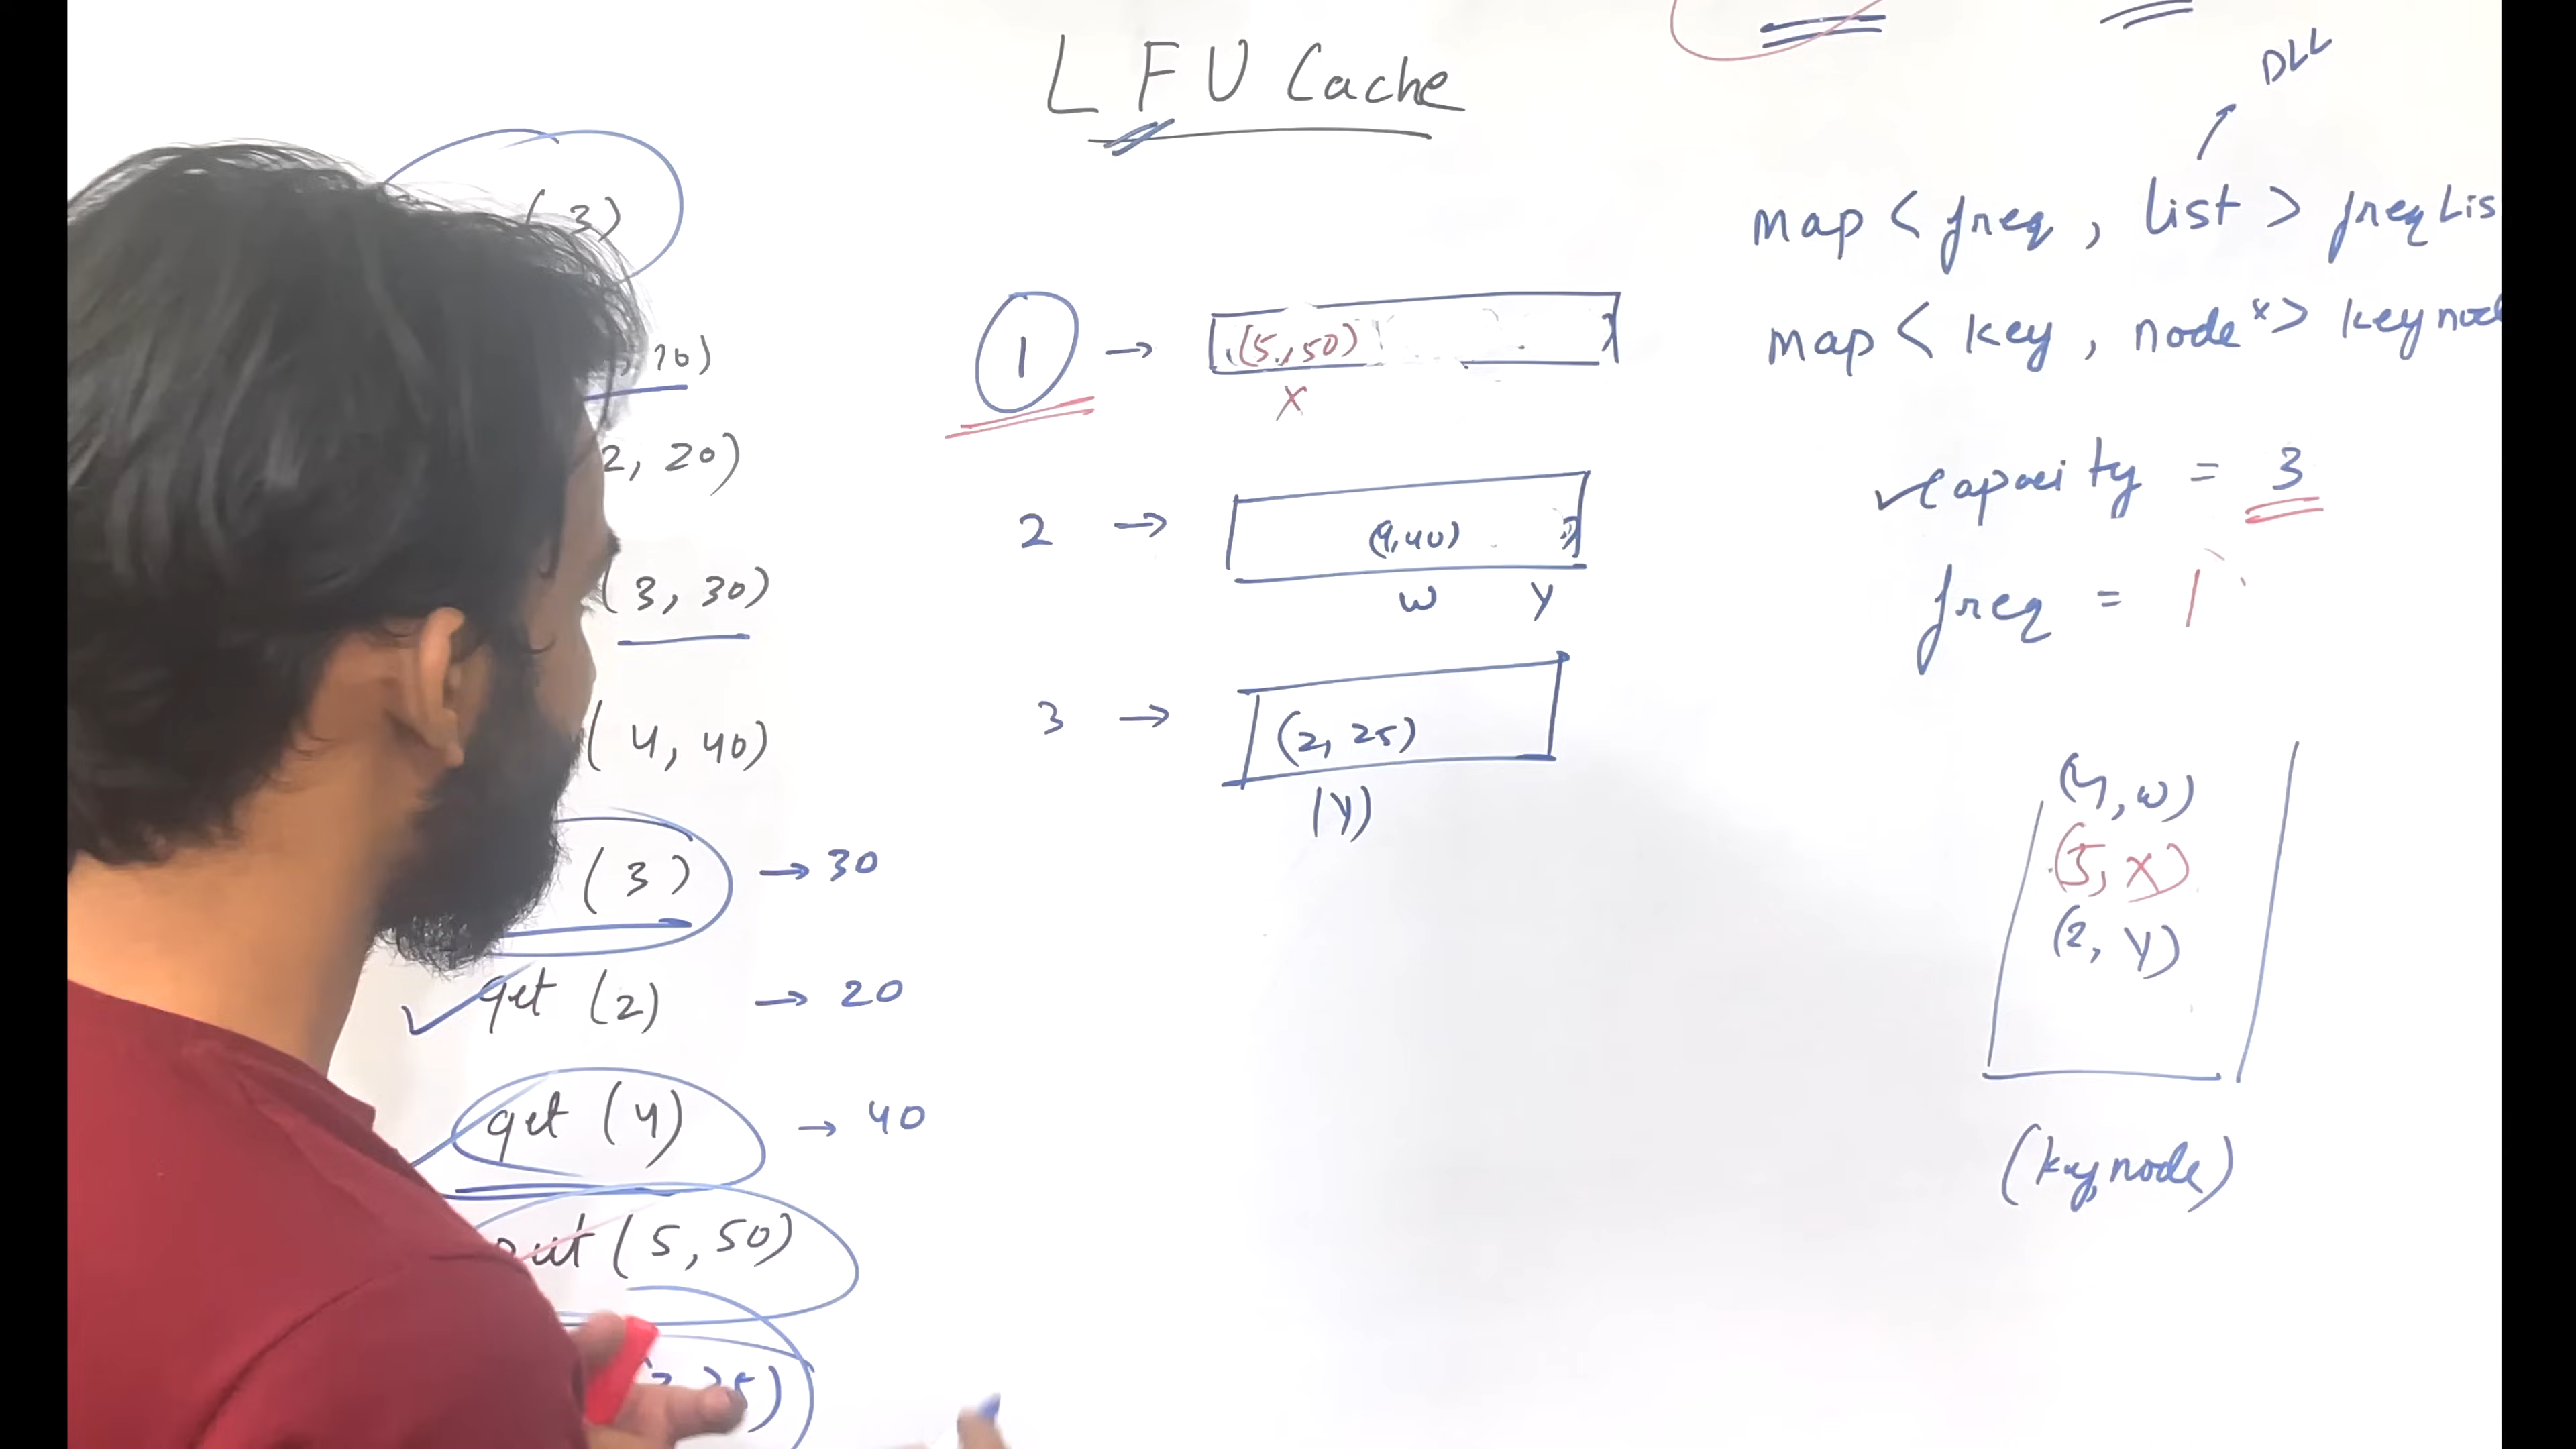 LFU Cache
DLL
( 3)
, 10)
2, 20)
( 3, 30)
( 4, 40)
( 3 ) → 30
get (2) → 20
get (4) → 40
put ( 5, 50)
1 → (5, 50)
x
2 → (4,40)
w y
3 → (2, 25)
(y)
map < freq , list > freqLis
map < key , node*> keynod
capacity = 3
freq = 1
(4, w)
(5, x)
(2, y)
(keynode)